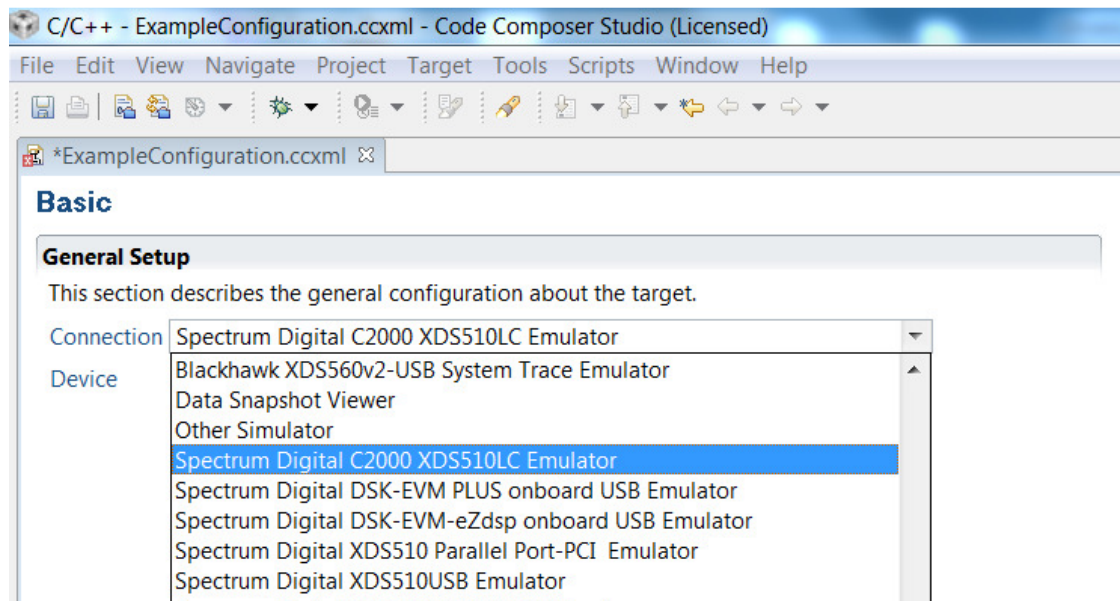 C/C++ - ExampleConfiguration.ccxml - Code Composer Studio (Licensed)
File Edit View Navigate Project Target Tools Scripts Window Help
*ExampleConfiguration.ccxml
Basic
General Setup
This section describes the general configuration about the target.
Connection Spectrum Digital C2000 XDS510LC Emulator
Device
Blackhawk XDS560v2-USB System Trace Emulator
Data Snapshot Viewer
Other Simulator
Spectrum Digital C2000 XDS510LC Emulator
Spectrum Digital DSK-EVM PLUS onboard USB Emulator
Spectrum Digital DSK-EVM-eZdsp onboard USB Emulator
Spectrum Digital XDS510 Parallel Port-PCI  Emulator
Spectrum Digital XDS510USB Emulator